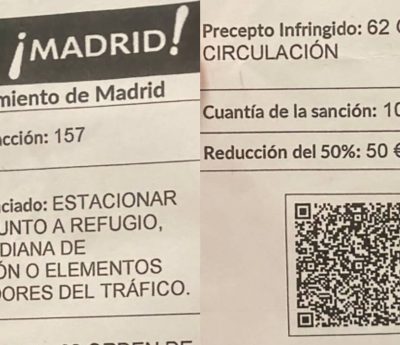 ¡MADRID!
miento de Madrid
acción: 157
ciado: ESTACIONAR
UNTO A REFUGIO,
DIANA DE
ÓN O ELEMENTOS
DORES DEL TRÁFICO.
Precepto Infringido: 62
CIRCULACIÓN
Cuantía de la sanción: 10
Reducción del 50%: 50 €